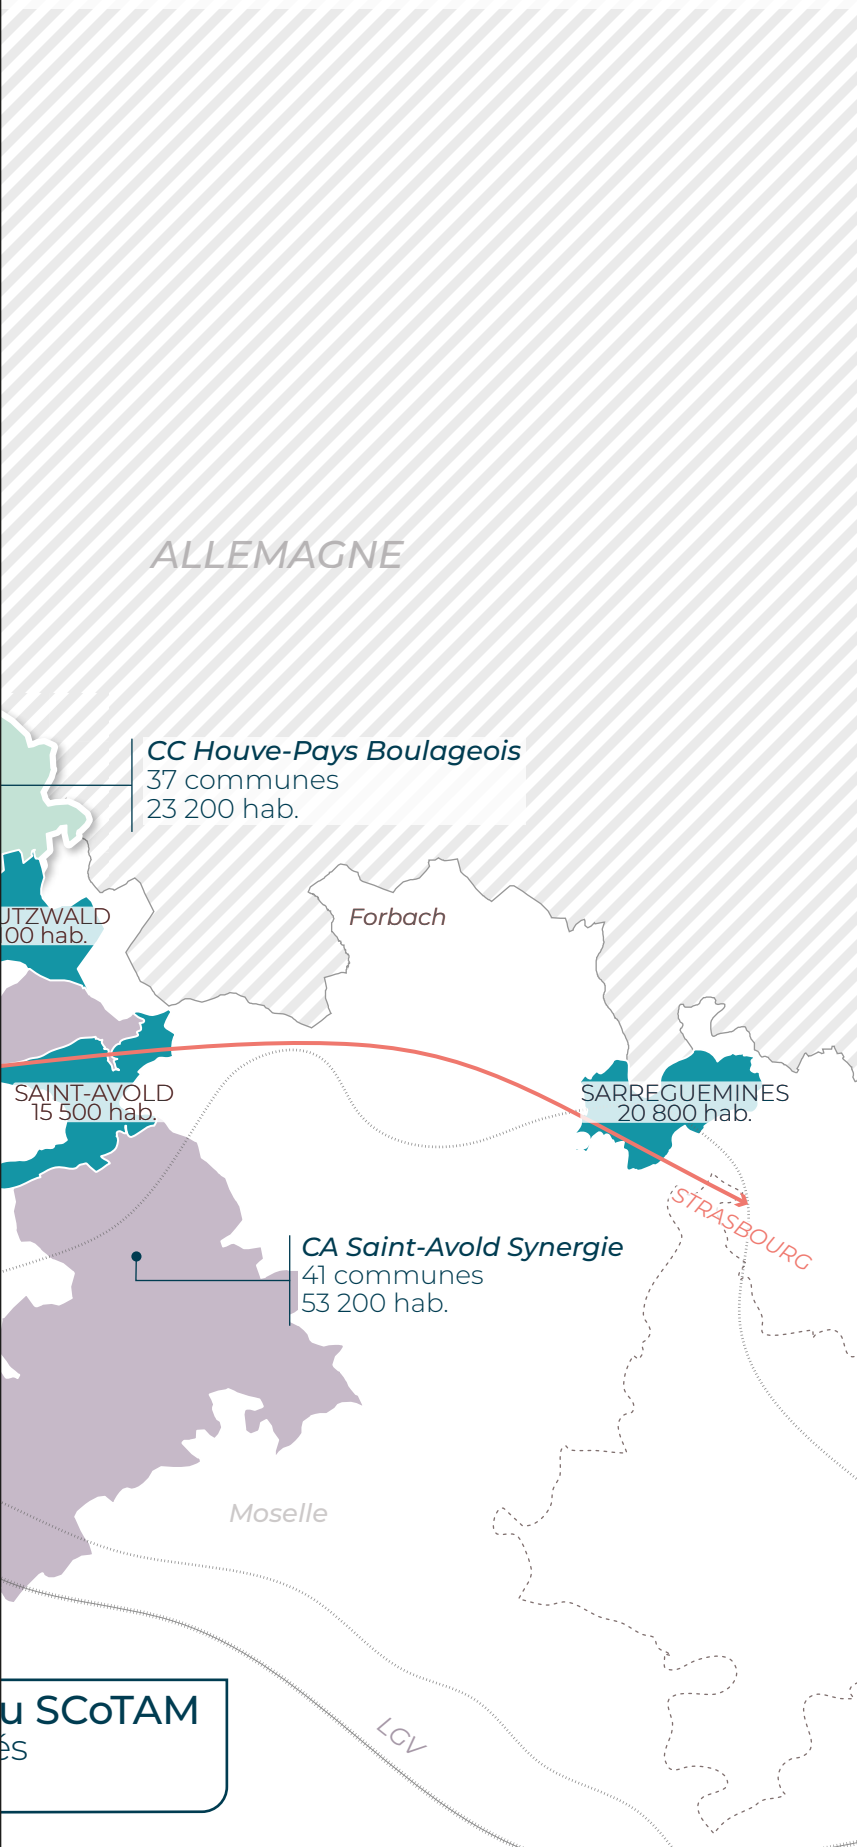 ALLEMAGNE
CC Houve-Pays Boulageois
37 communes
23 200 hab.
Forbach
UTZWALD
100 hab.
SAINT-AVOLD
15 500 hab.
SARREGUEMINES
20 800 hab.
STRASBOURG
CA Saint-Avold Synergie
41 communes
53 200 hab.
Moselle
u SCoTAM
és
LGV